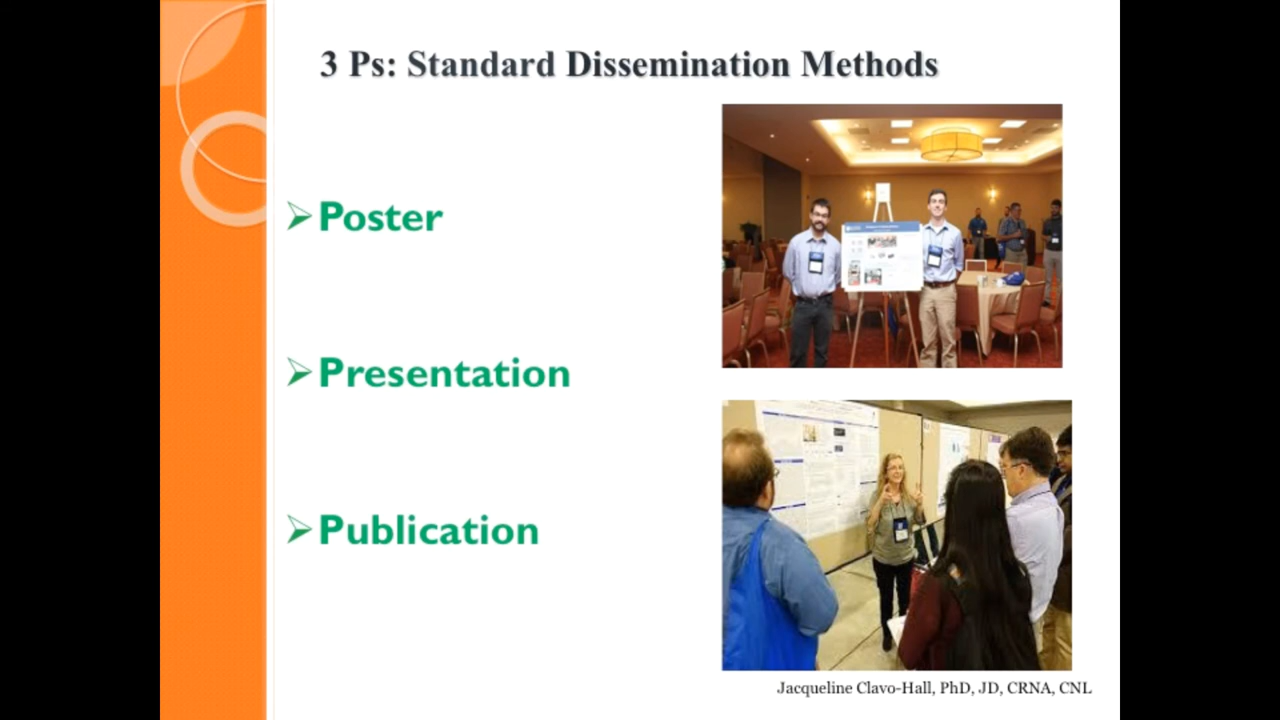 3 Ps: Standard Dissemination Methods
Poster
Presentation
Publication
Jacqueline Clavo-Hall, PhD, JD, CRNA, CNL